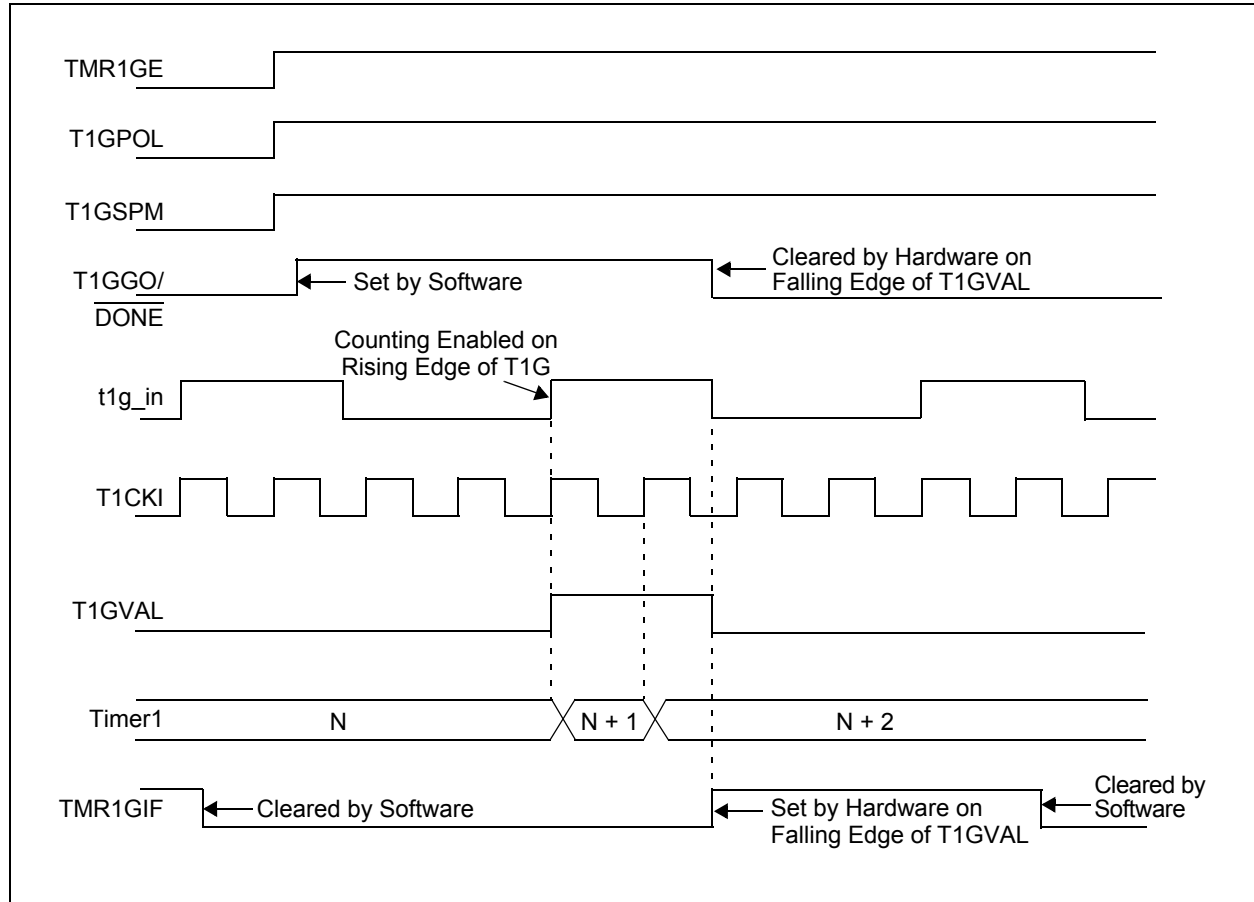 TMR1GE
T1GPOL
T1GSPM
T1GGO/
DONE
Set by Software
Cleared by Hardware on
Falling Edge of T1GVAL
Counting Enabled on
Rising Edge of T1G
t1g_in
T1CKI
T1GVAL
Timer1
N
N + 1
N + 2
TMR1GIF
Cleared by Software
Set by Hardware on
Falling Edge of T1GVAL
Cleared by
Software